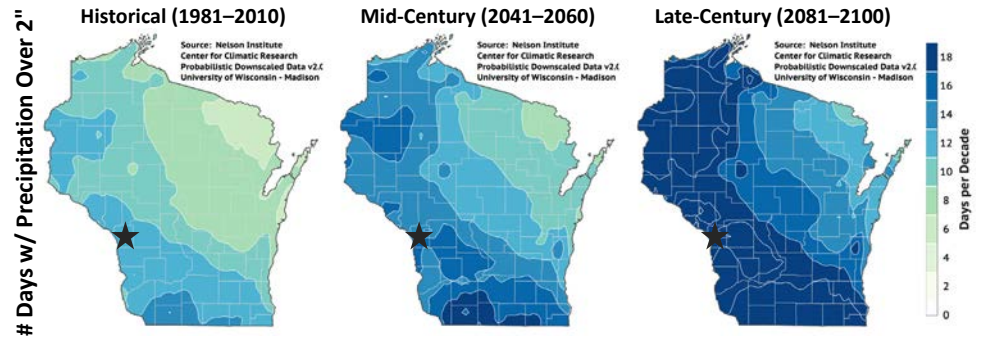 # Days w/ Precipitation Over 2"
Historical (1981–2010)
Source: Nelson Institute
Center for Climatic Research
Probabilistic Downscaled Data v2.(
University of Wisconsin - Madison
Mid-Century (2041–2060)
Source: Nelson Institute
Center for Climatic Research
Probabilistic Downscaled Data v2.(
University of Wisconsin - Madison
Late-Century (2081–2100)
Source: Nelson Institute
Center for Climatic Research
Probabilistic Downscaled Data v2.(
University of Wisconsin - Madison
18
16
14
12
10
8
6
4
2
0
Days per Decade